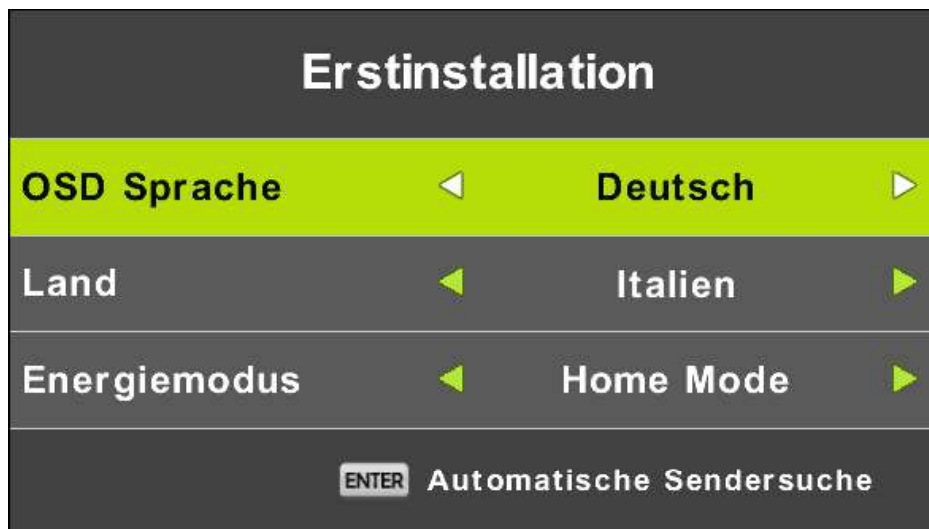 Erstinstallation
OSD Sprache Deutsch
Land Italien
Energiemodus Home Mode
ENTER Automatische Sendersuche